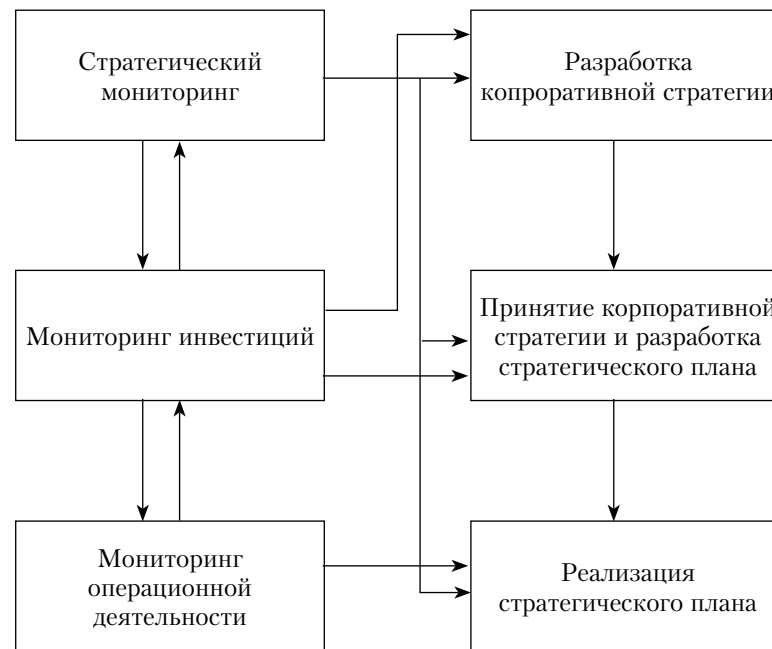 Стратегический
мониторинг
Разработка
копроративной стратегии
Мониторинг инвестиций
Принятие корпоративной
стратегии и разработка
стратегического плана
Мониторинг
операционной
деятельности
Реализация
стратегического плана